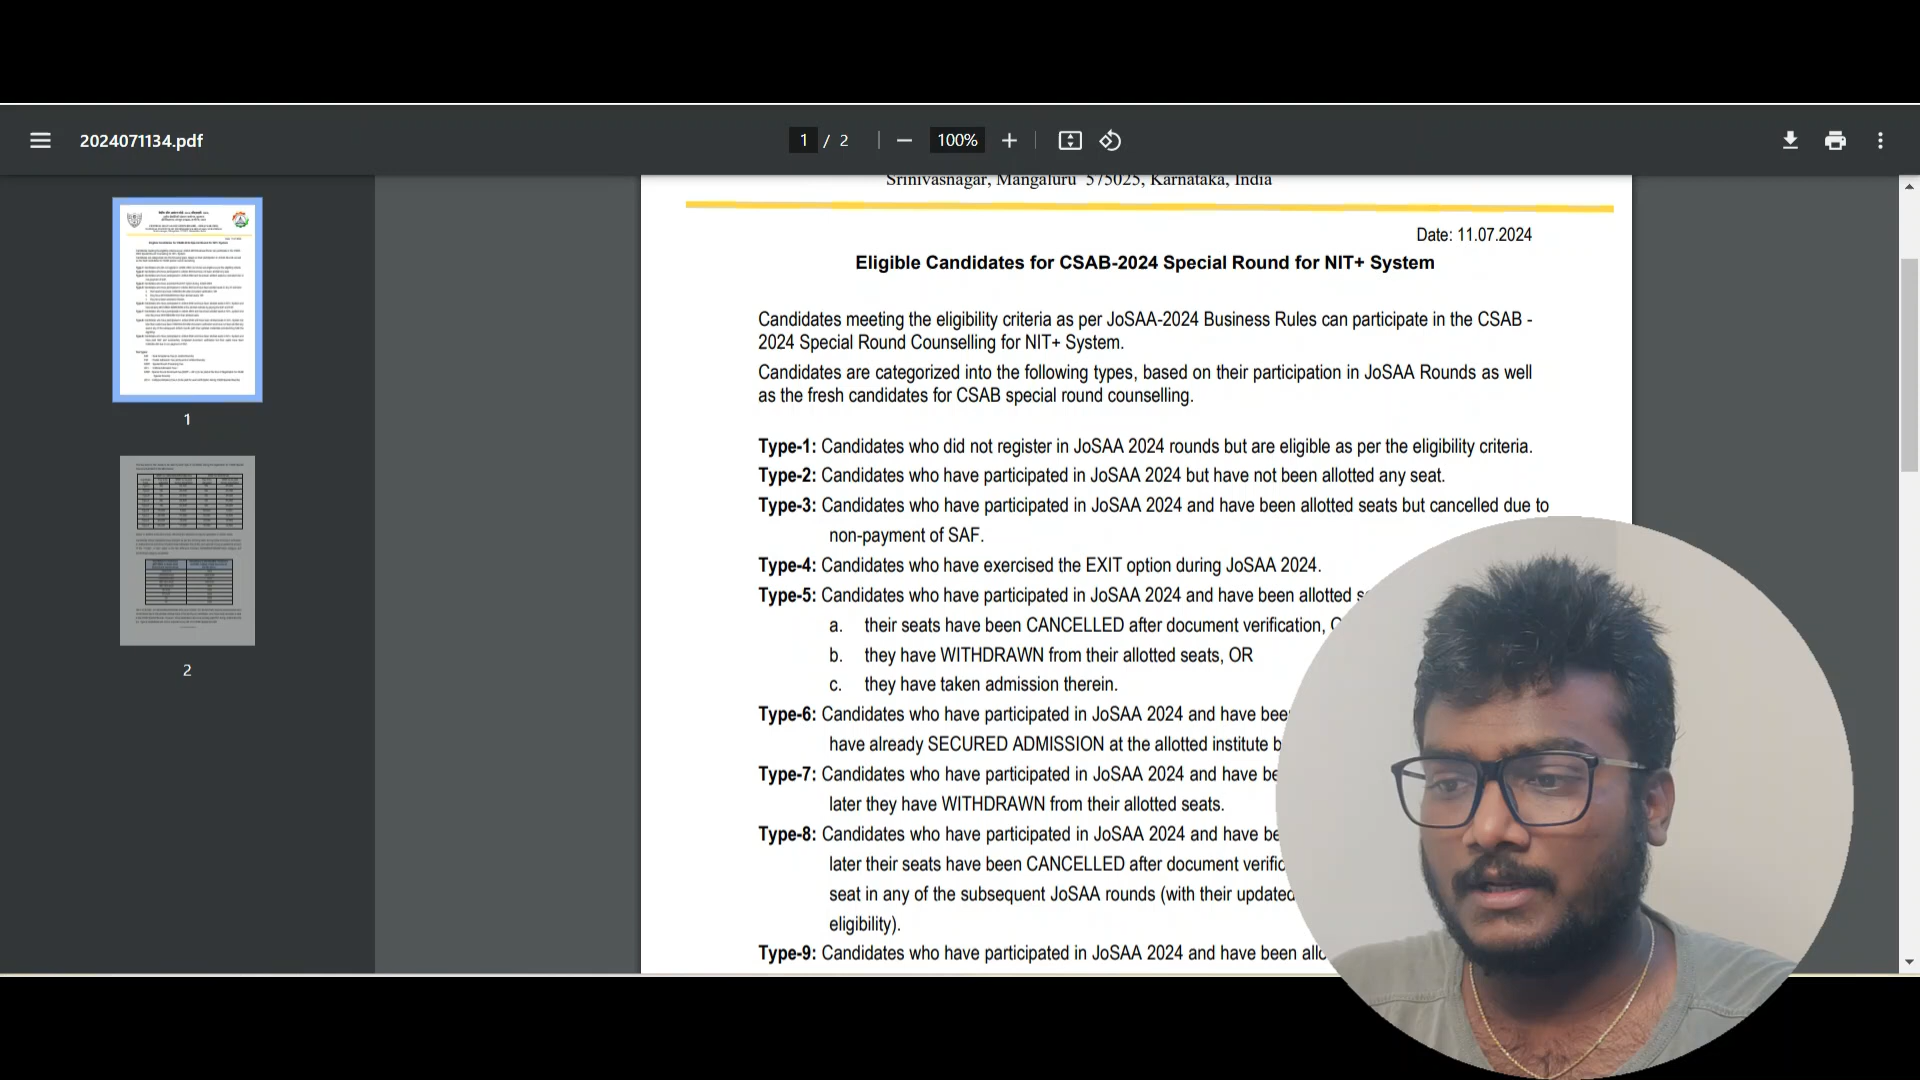 2024071134.pdf
1 / 2
100%
Srinivasnagar, Mangaluru 575025, Karnataka, India
Date: 11.07.2024
Eligible Candidates for CSAB-2024 Special Round for NIT+ System
Candidates meeting the eligibility criteria as per JoSAA-2024 Business Rules can participate in the CSAB -
2024 Special Round Counselling for NIT+ System.
Candidates are categorized into the following types, based on their participation in JoSAA Rounds as well
as the fresh candidates for CSAB special round counselling.
Type-1: Candidates who did not register in JoSAA 2024 rounds but are eligible as per the eligibility criteria.
Type-2: Candidates who have participated in JoSAA 2024 but have not been allotted any seat.
Type-3: Candidates who have participated in JoSAA 2024 and have been allotted seats but cancelled due to
non-payment of SAF.
Type-4: Candidates who have exercised the EXIT option during JoSAA 2024.
Type-5: Candidates who have participated in JoSAA 2024 and have been allotted
a. their seats have been CANCELLED after document verification,
b. they have WITHDRAWN from their allotted seats, OR
c. they have taken admission therein.
Type-6: Candidates who have participated in JoSAA 2024 and have
have already SECURED ADMISSION at the allotted institute
Type-7: Candidates who have participated in JoSAA 2024 and have
later they have WITHDRAWN from their allotted seats.
Type-8: Candidates who have participated in JoSAA 2024 and have
later their seats have been CANCELLED after document
seat in any of the subsequent JoSAA rounds (with their updated
eligibility).
Type-9: Candidates who have participated in JoSAA 2024 and have been
1
2